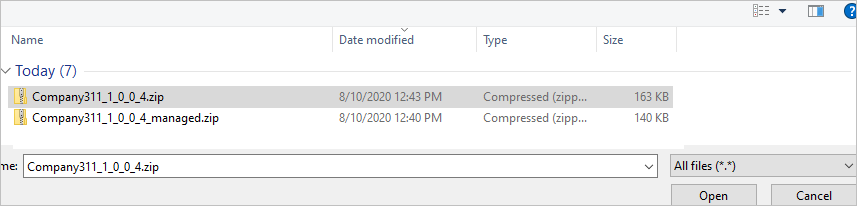 Name Date modified Type Size
Today (7)
Company311_1_0_0_4.zip 8/10/2020 12:43 PM Compressed (zipp... 163 KB
Company311_1_0_0_4_managed.zip 8/10/2020 12:40 PM Compressed (zipp... 140 KB
me: Company311_1_0_0_4.zip All files (*.*)
Open Cancel